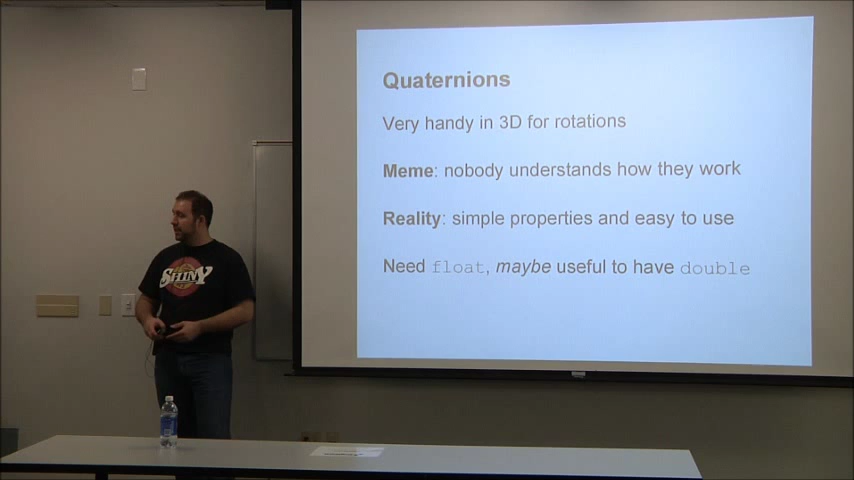 Quaternions
Very handy in 3D for rotations
Meme: nobody understands how they work
Reality: simple properties and easy to use
Need float, maybe useful to have double
SHINY